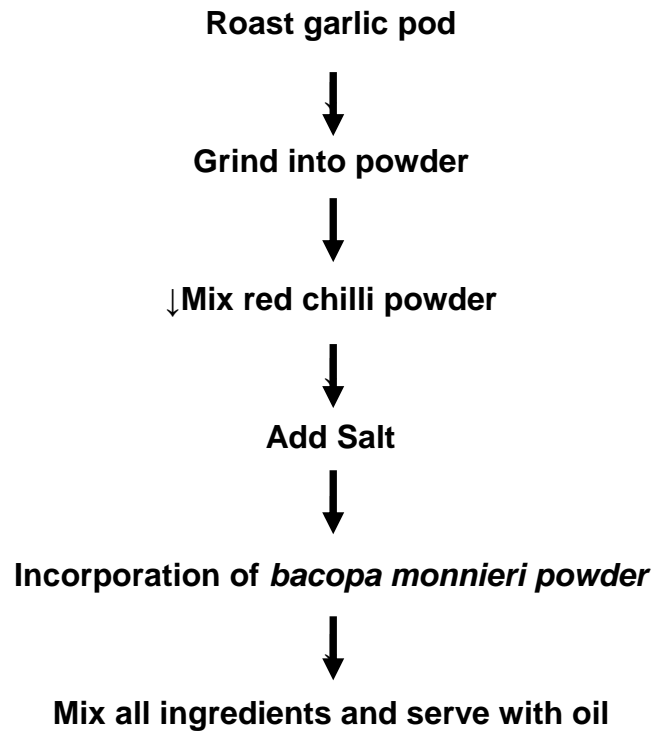 Roast garlic pod
Grind into powder
↓Mix red chilli powder
Add Salt
Incorporation of bacopa monnieri powder
Mix all ingredients and serve with oil